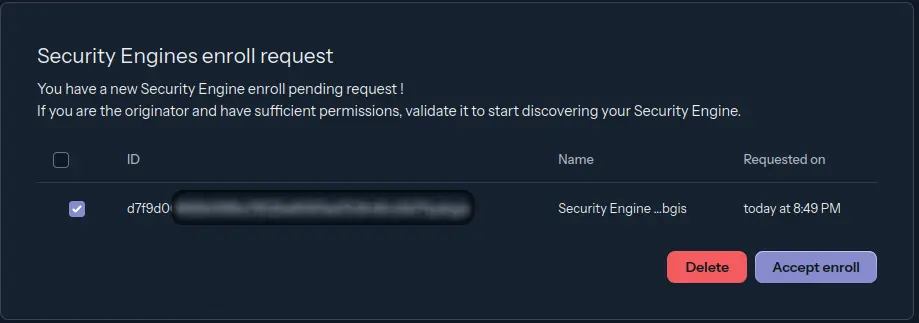 Security Engines enroll request
You have a new Security Engine enroll pending request !
If you are the originator and have sufficient permissions, validate it to start discovering your Security Engine.
ID Name Requested on
d7f9d0 Security Engine ...bgis today at 8:49 PM
Delete Accept enroll